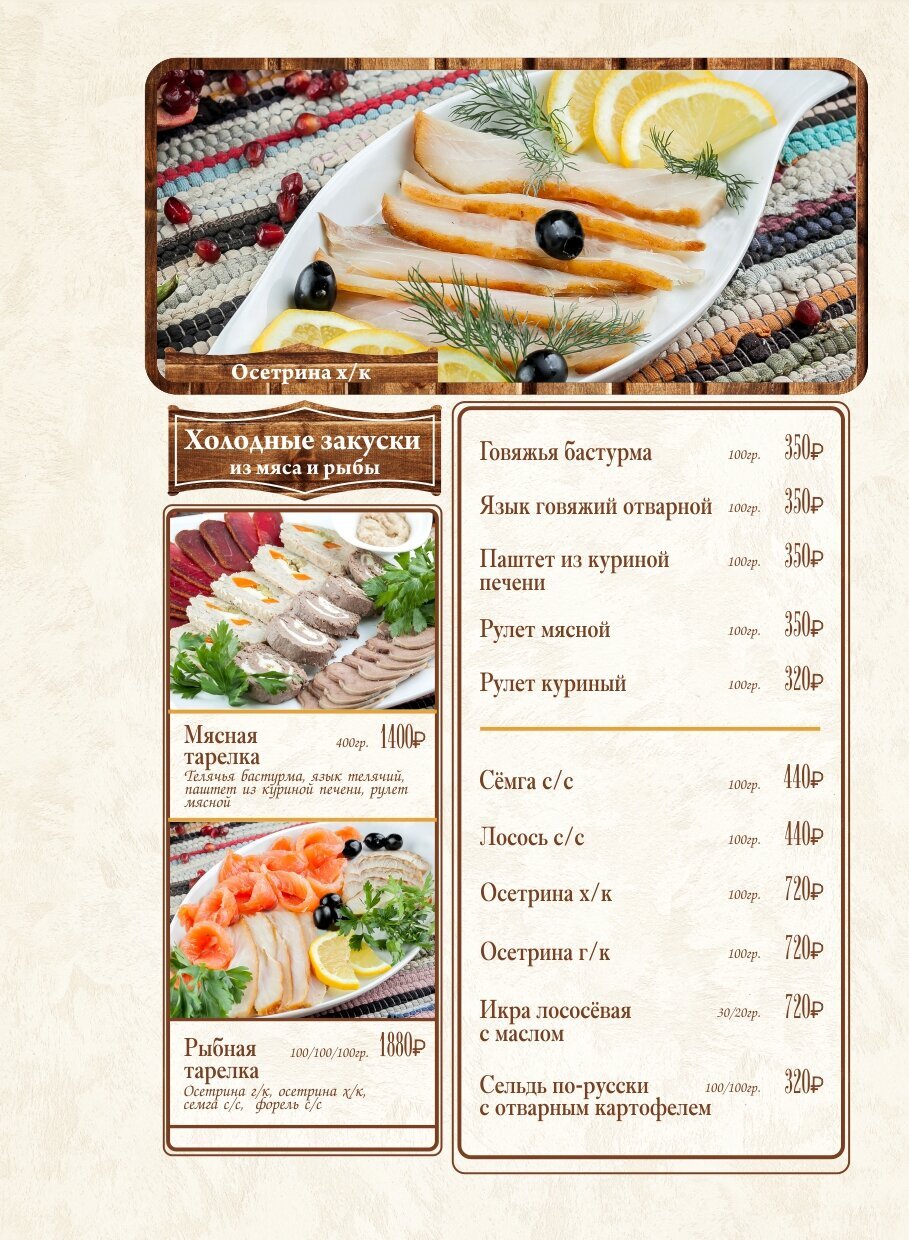 Осетрина х/к
Холодные закуски
из мяса и рыбы
Мясная 400гр. 1400₽
тарелка
Телячья бастурма, язык телячий,
паштет из куриной печени, рулет
мясной
Рыбная 100/100/100гр. 1880₽
тарелка
Осетрина г/к, осетрина х/к,
семга с/с, форель с/с
Говяжья бастурма 100гр. 350₽
Язык говяжий отварной 100гр. 350₽
Паштет из куриной 100гр. 350₽
печени
Рулет мясной 100гр. 350₽
Рулет куриный 100гр. 320₽
Сёмга с/с 100гр. 440₽
Лосось с/с 100гр. 440₽
Осетрина х/к 100гр. 720₽
Осетрина г/к 100гр. 720₽
Икра лососёвая 30/20гр. 720₽
с маслом
Сельдь по-русски 100/100гр. 320₽
с отварным картофелем